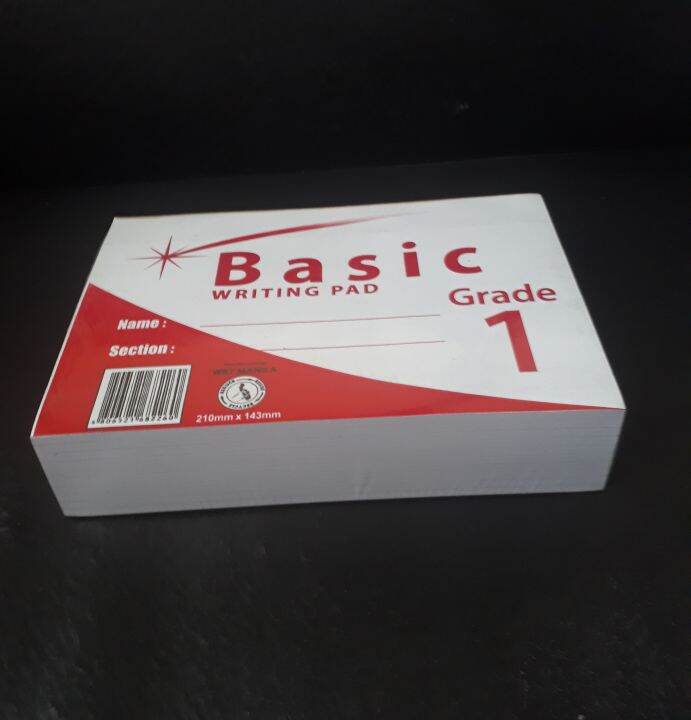 Basic
WRITING PAD
Grade
1
Name :
Section :
210mm x 143mm